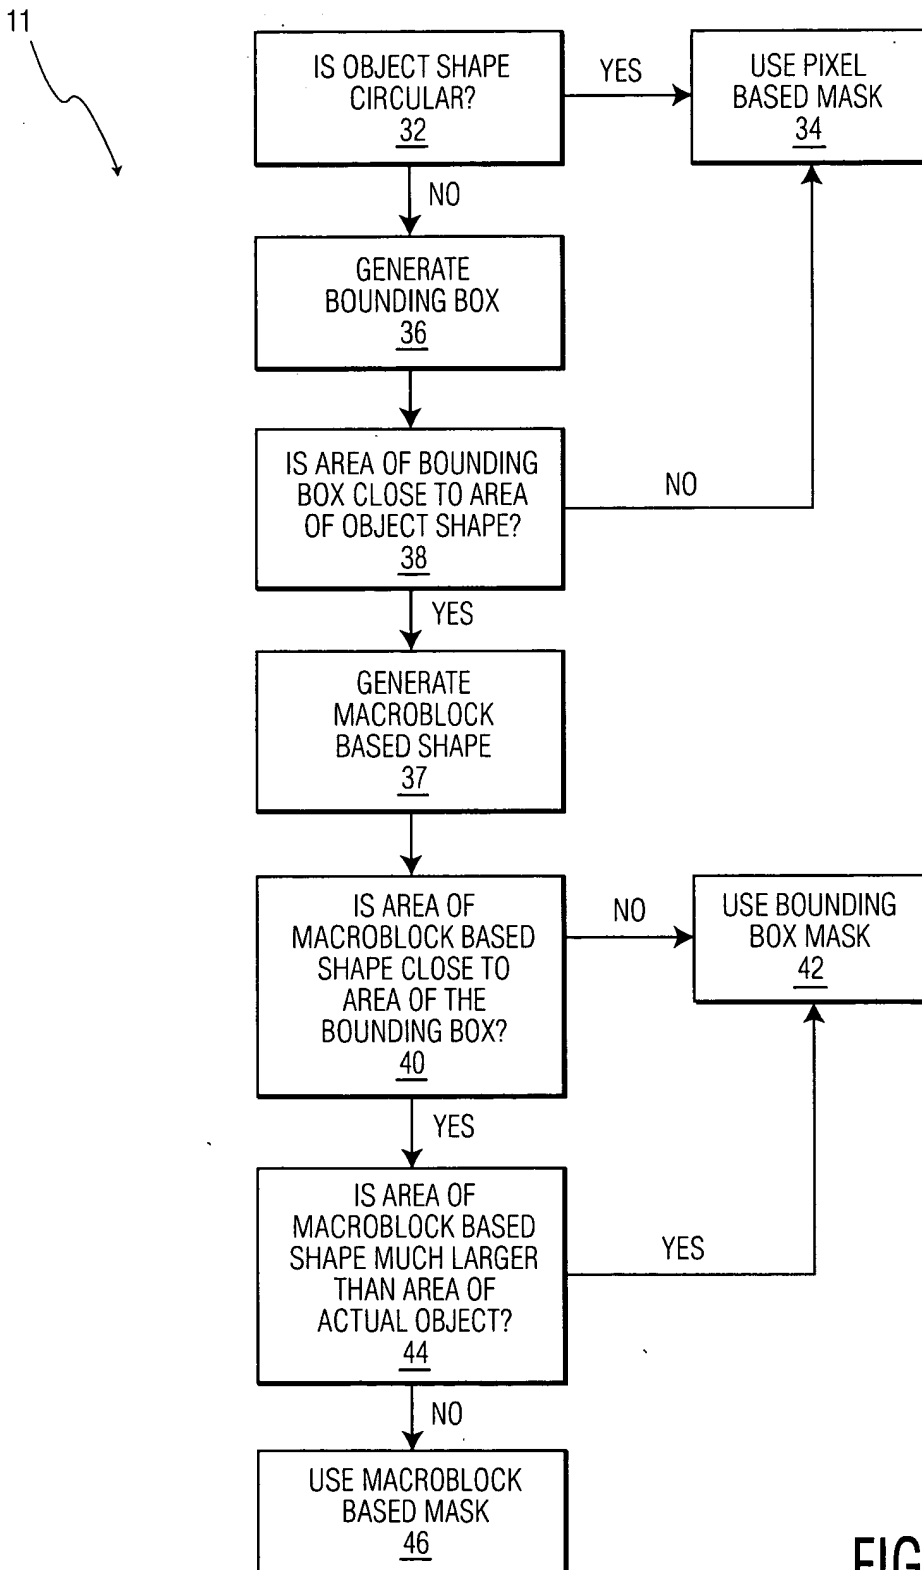 11
IS OBJECT SHAPE
CIRCULAR?
32
YES
USE PIXEL
BASED MASK
34
NO
GENERATE
BOUNDING BOX
36
IS AREA OF BOUNDING
BOX CLOSE TO AREA
OF OBJECT SHAPE?
38
NO
YES
GENERATE
MACROBLOCK
BASED SHAPE
37
IS AREA OF
MACROBLOCK BASED
SHAPE CLOSE TO
AREA OF THE
BOUNDING BOX?
40
NO
USE BOUNDING
BOX MASK
42
YES
IS AREA OF
MACROBLOCK BASED
SHAPE MUCH LARGER
THAN AREA OF
ACTUAL OBJECT?
44
YES
NO
USE MACROBLOCK
BASED MASK
46
FIG